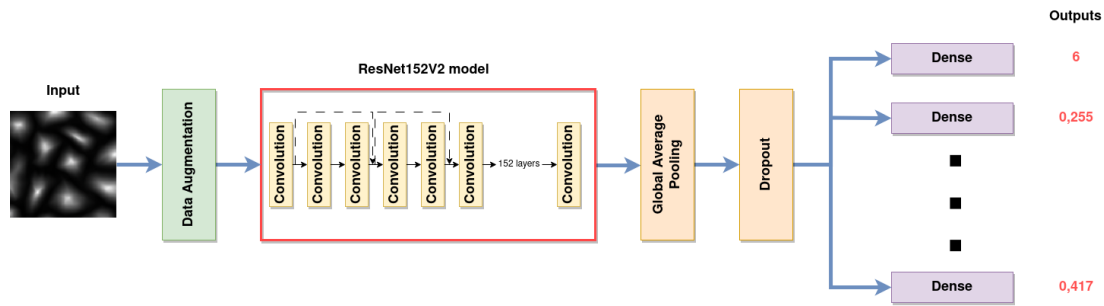 Outputs
ResNet152V2 model
Input
Data Augmentation
Convolution
Convolution
Convolution
Convolution
Convolution
Convolution
152 layers
Convolution
Global Average
Pooling
Dropout
Dense
6
Dense
0,255
Dense
0,417